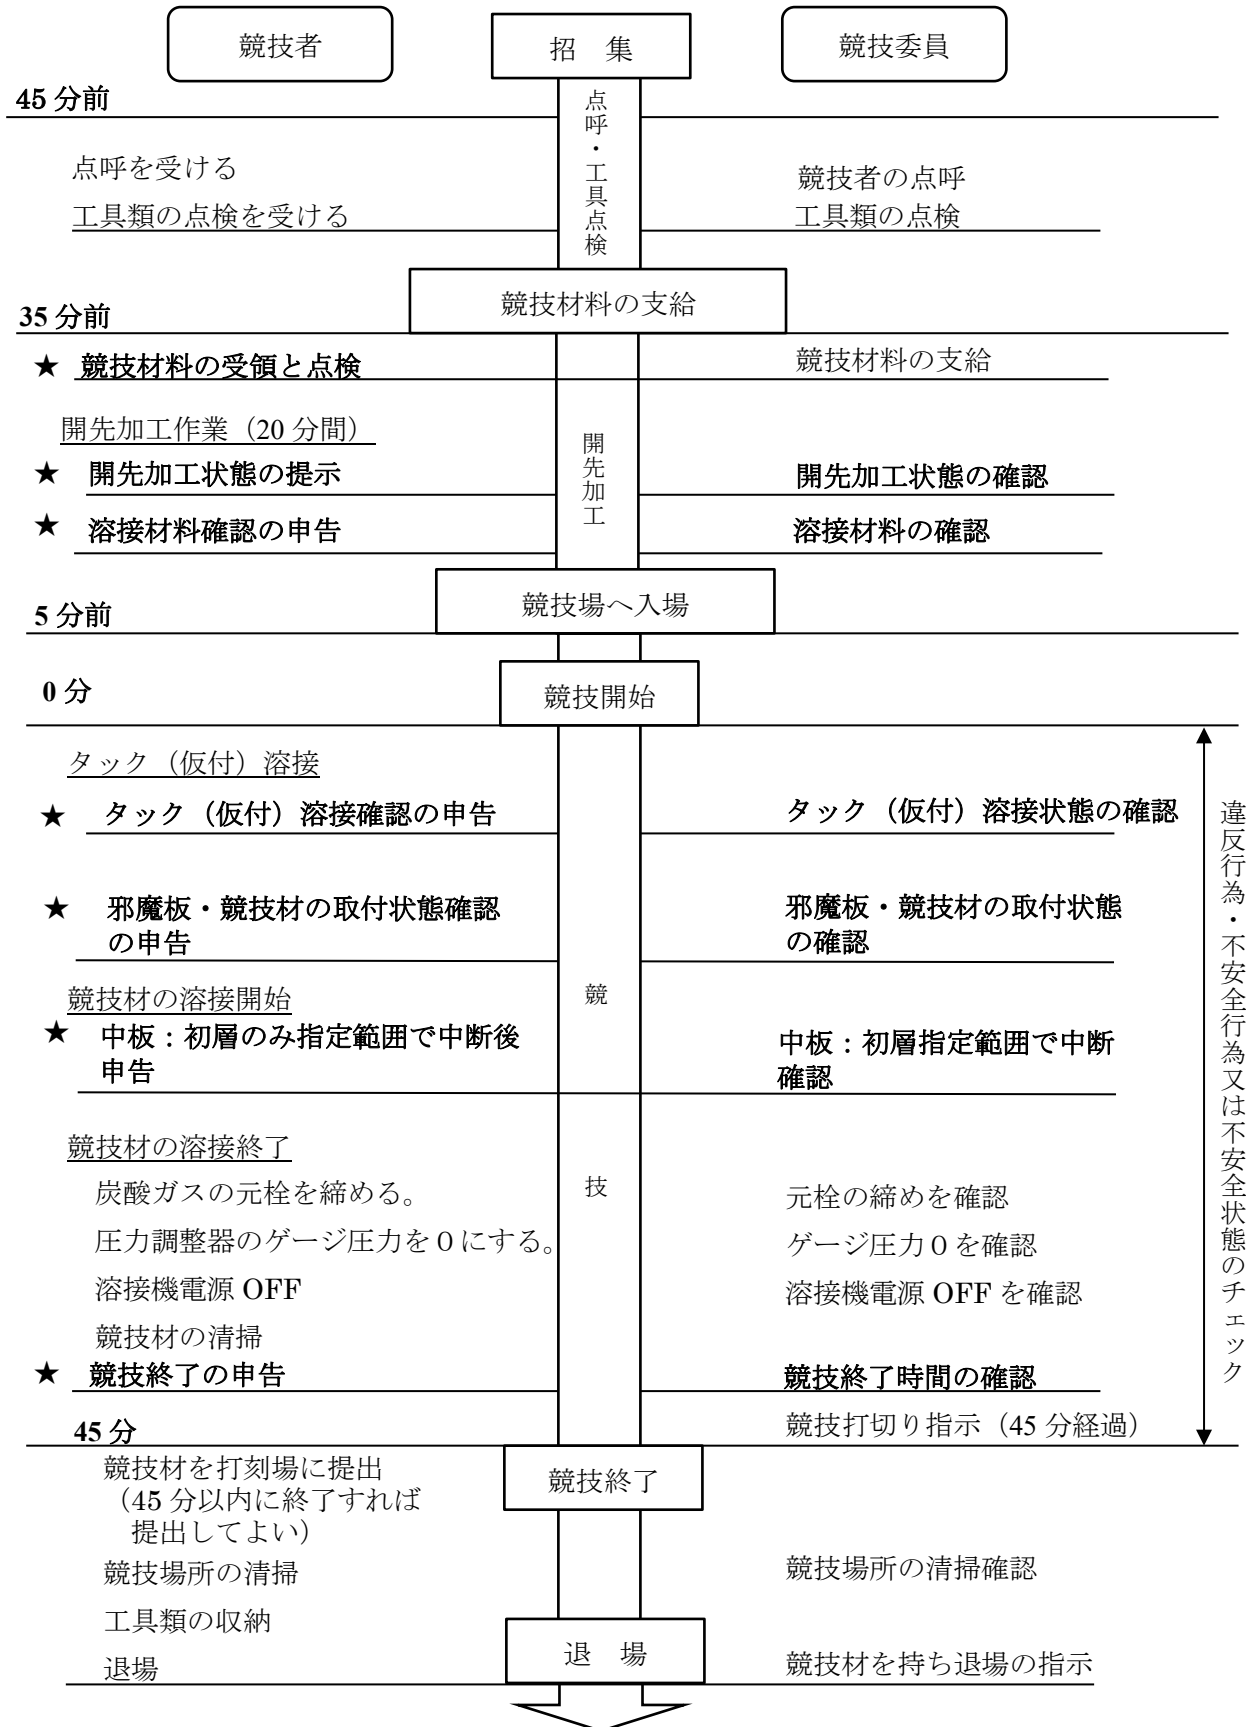 競技者
招　集
競技委員
45 分前
点呼・工具点検
点呼を受ける
競技者の点呼
工具類の点検を受ける
工具類の点検
競技材料の支給
35 分前
★ 競技材料の受領と点検
競技材料の支給
開先加工作業（20 分間）
開先加工
★ 開先加工状態の提示
開先加工状態の確認
★ 溶接材料確認の申告
溶接材料の確認
競技場へ入場
5 分前
0 分
競技開始
タック（仮付）溶接
★ タック（仮付）溶接確認の申告
タック（仮付）溶接状態の確認
違反行為・不安全行為又は不安全状態のチェック
★ 邪魔板・競技材の取付状態確認
の申告
邪魔板・競技材の取付状態
の確認
競技
競技材の溶接開始
★ 中板：初層のみ指定範囲で中断後
申告
中板：初層指定範囲で中断
確認
競技材の溶接終了
炭酸ガスの元栓を締める。
元栓の締めを確認
圧力調整器のゲージ圧力を０にする。
ゲージ圧力０を確認
溶接機電源 OFF
溶接機電源 OFF を確認
競技材の清掃
★ 競技終了の申告
競技終了時間の確認
45 分
競技打切り指示（45 分経過）
競技終了
競技材を打刻場に提出
（45 分以内に終了すれば
提出してよい）
競技場所の清掃
競技場所の清掃確認
工具類の収納
退　場
退場
競技材を持ち退場の指示